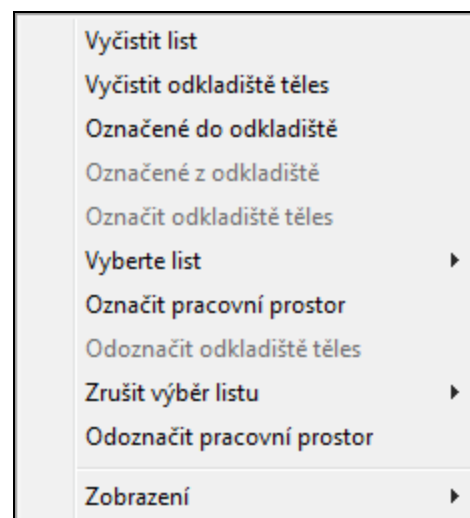 Vyčistit list
Vyčistit odkladiště těles
Označené do odkladiště
Označené z odkladiště
Označit odkladiště těles
Vyberte list
Označit pracovní prostor
Odoznačit odkladiště těles
Zrušit výběr listu
Odoznačit pracovní prostor
Zobrazení